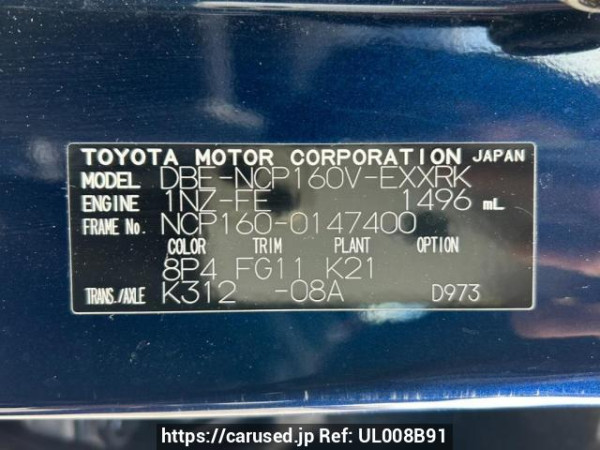 TOYOTA MOTOR CORPORATION JAPAN
MODEL DBE-NCP160V-EXXRK
ENGINE 1NZ-FE 1496 mL
FRAME No. NCP160-0147400
COLOR TRIM PLANT OPTION
8P4 FG11 K21
TRANS./AXLE K312 -08A D973
https://carused.jp Ref: UL008B91